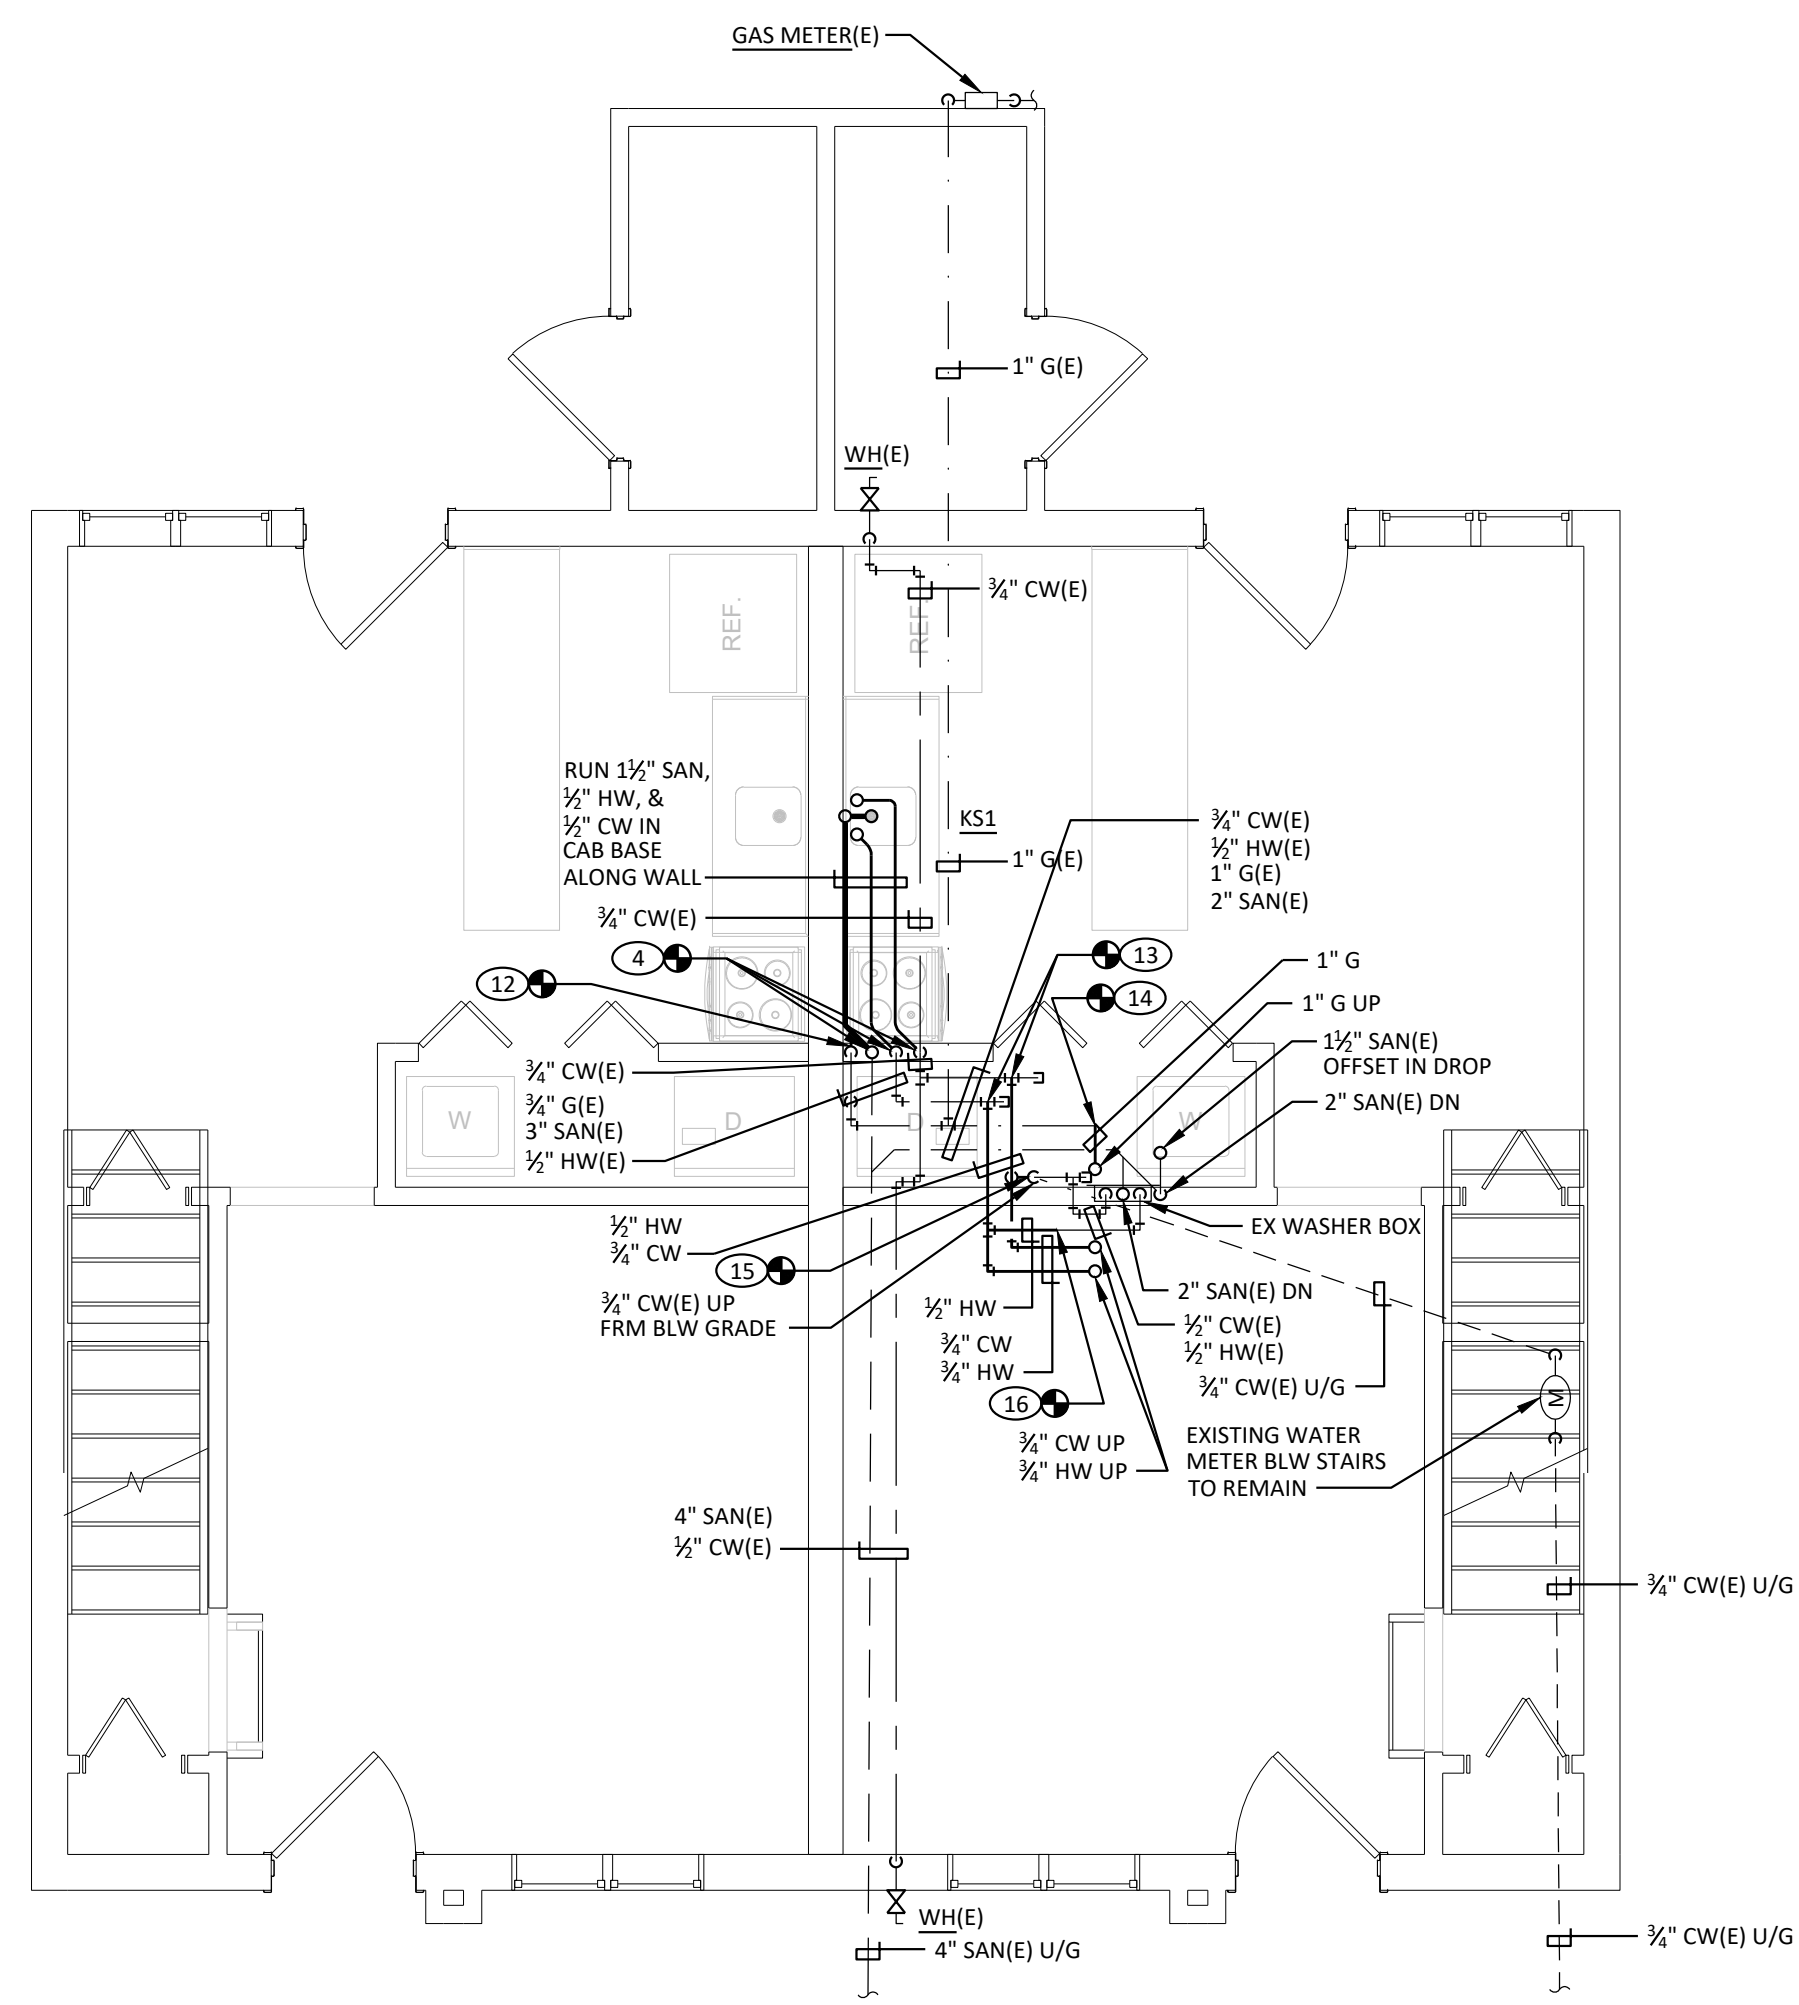 GAS METER(E)
1" G(E)
WH(E)
¾" CW(E)
REF.
REF.
RUN 1½" SAN,
½" HW, &
½" CW IN
CAB BASE
ALONG WALL
KS1
1" G(E)
¾" CW(E)
½" HW(E)
1" G(E)
2" SAN(E)
¾" CW(E)
4
12
13
14
1" G
1" G UP
1½" SAN(E)
OFFSET IN DROP
2" SAN(E) DN
¾" CW(E)
¾" G(E)
3" SAN(E)
½" HW(E)
W
D
D
W
½" HW
¾" CW
15
¾" CW(E) UP
FRM BLW GRADE
EX WASHER BOX
2" SAN(E) DN
½" CW(E)
½" HW(E)
¾" CW(E) U/G
½" HW
¾" CW
¾" HW
16
¾" CW UP
¾" HW UP
EXISTING WATER
METER BLW STAIRS
TO REMAIN
M
4" SAN(E)
½" CW(E)
¾" CW(E) U/G
WH(E)
4" SAN(E) U/G
¾" CW(E) U/G